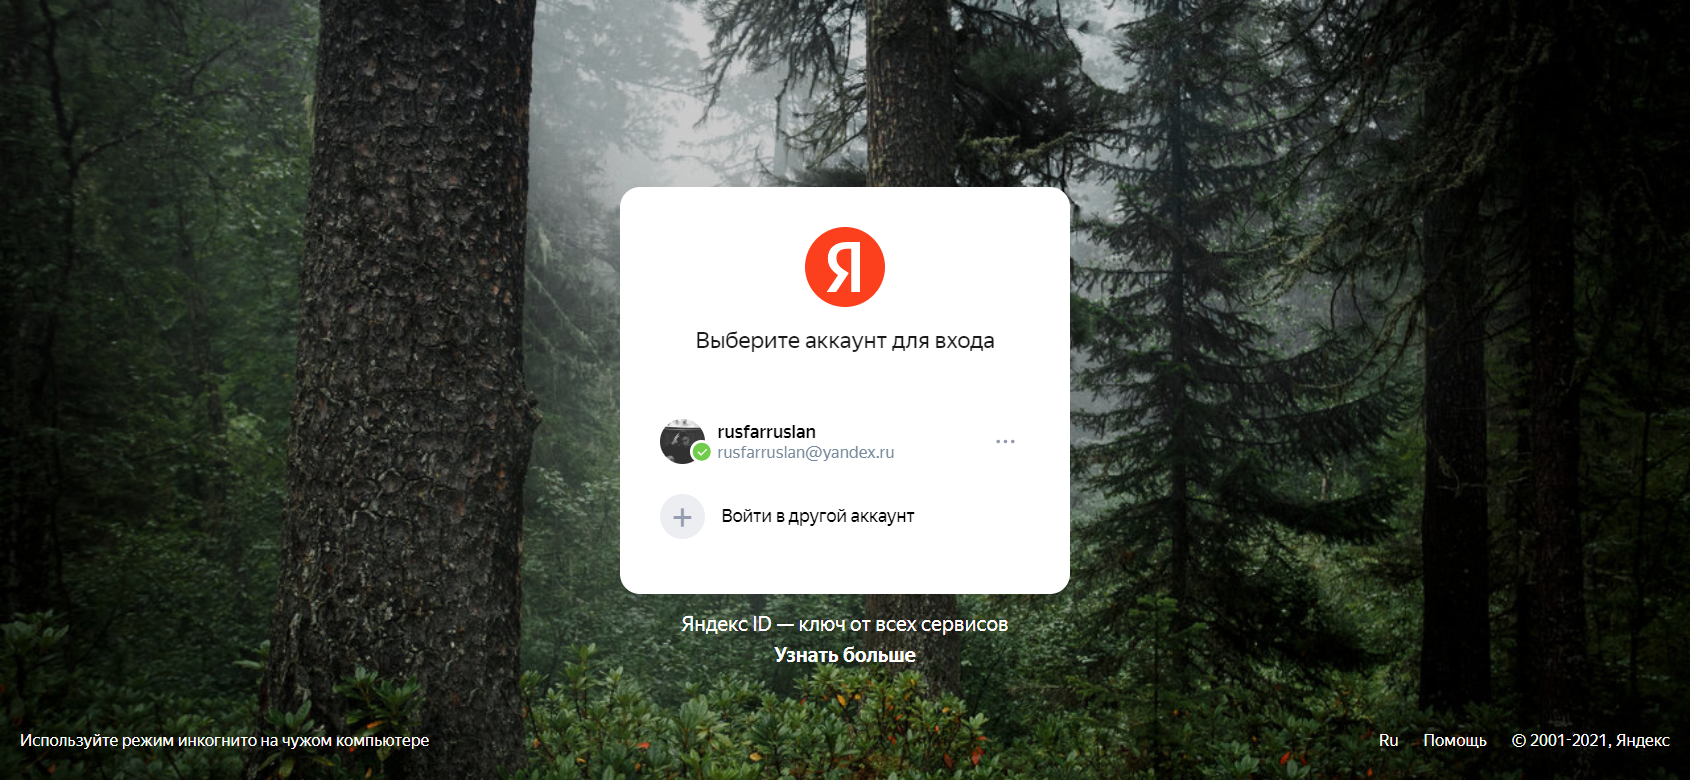 Я
Выберите аккаунт для входа
rusfarruslan
rusfarruslan@yandex.ru
Войти в другой аккаунт
Яндекс ID — ключ от всех сервисов
Узнать больше
Используйте режим инкогнито на чужом компьютере
Ru Помощь © 2001-2021, Яндекс